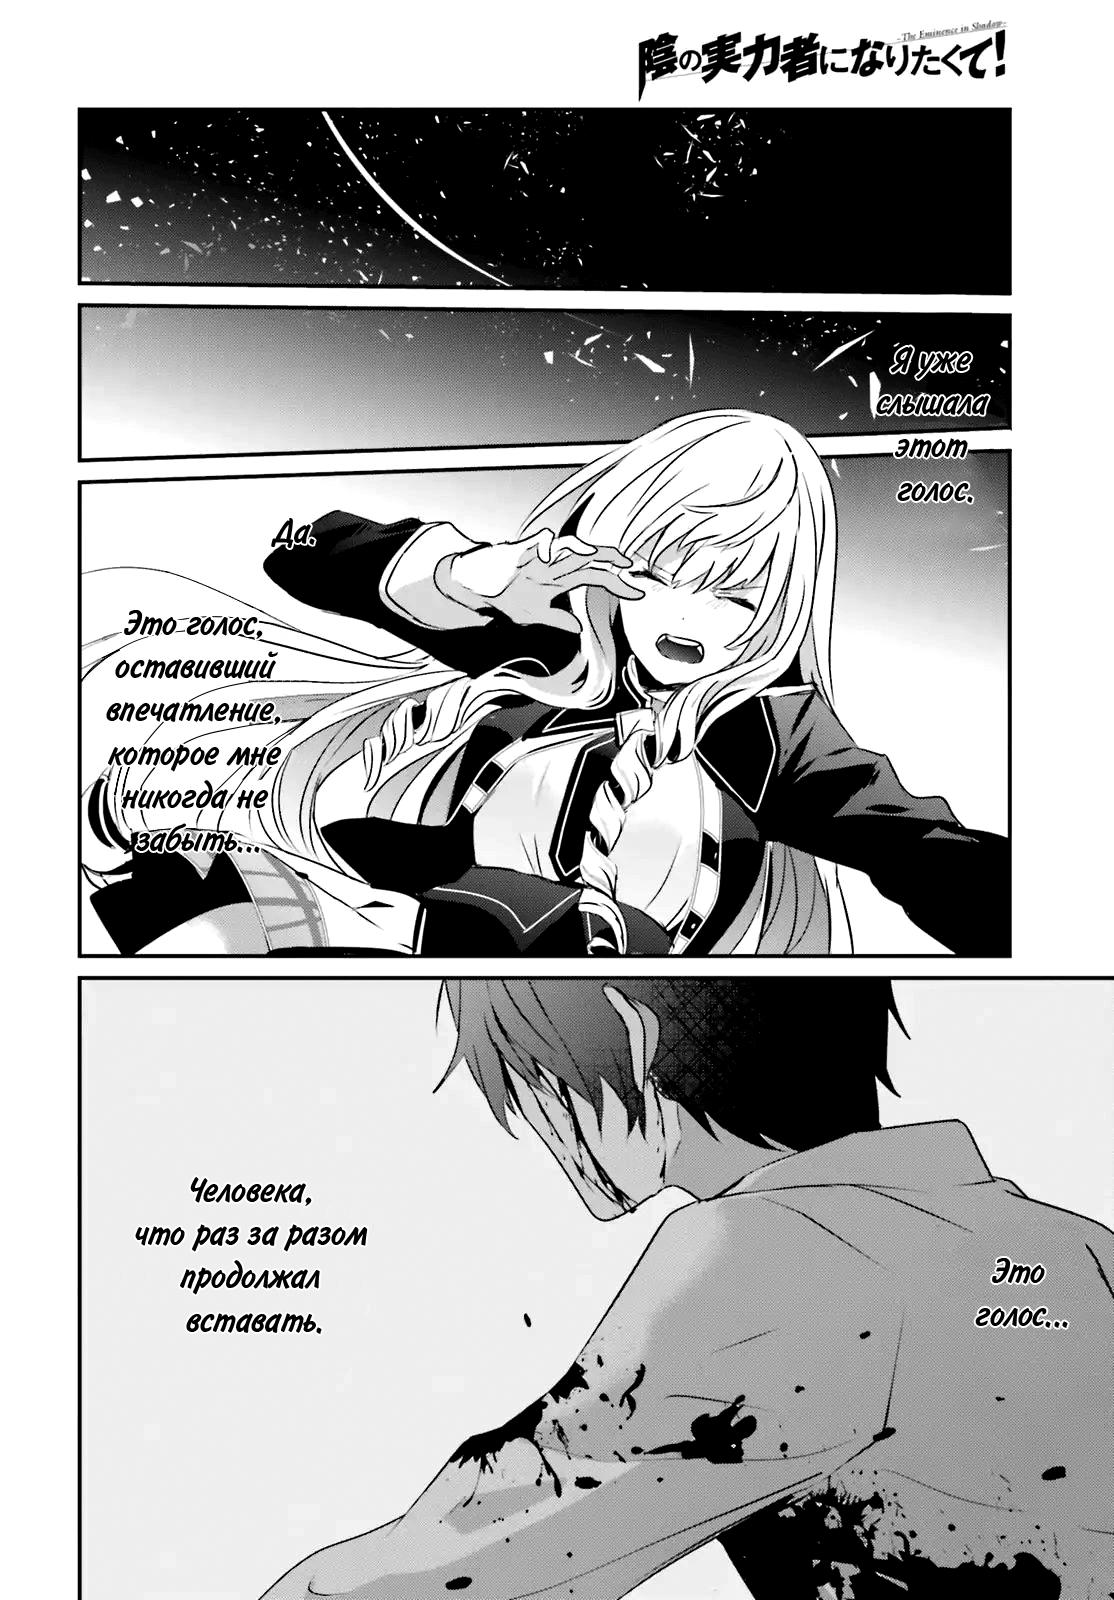 -The Eminence in Shadow-
陰の実力者になりたくて!
Я уже
слышала
этот
голос.
Да.
Это голос,
оставивший
впечатление,
которое мне
никогда не
забыть...
Это
голос...
Человека,
что раз за разом
продолжал
вставать.